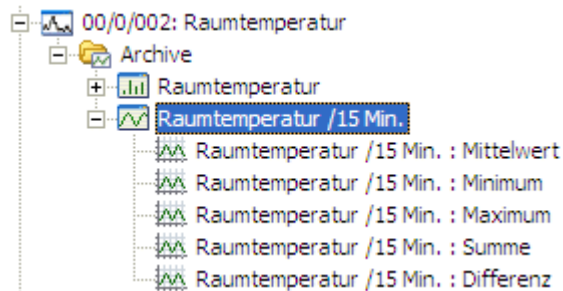 00/0/002: Raumtemperatur
Archive
Raumtemperatur
Raumtemperatur /15 Min.
Raumtemperatur /15 Min. : Mittelwert
Raumtemperatur /15 Min. : Minimum
Raumtemperatur /15 Min. : Maximum
Raumtemperatur /15 Min. : Summe
Raumtemperatur /15 Min. : Differenz